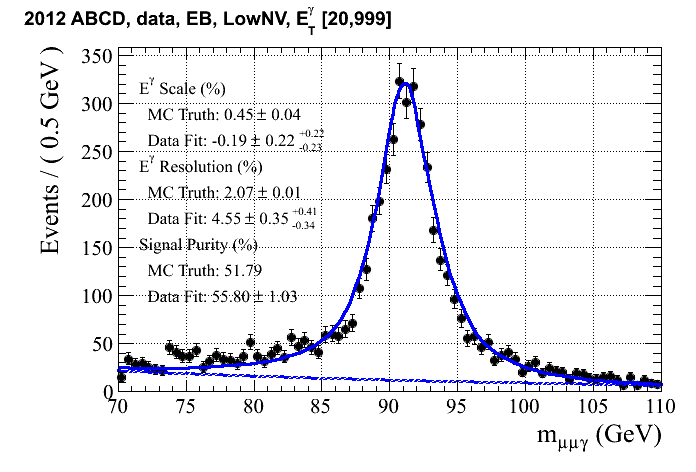 2012 ABCD, data, EB, LowNV, E_T^γ [20,999]
Events / ( 0.5 GeV )
350
300
250
200
150
100
50
0
E^γ Scale (%)
MC Truth: 0.45 ± 0.04
Data Fit: -0.19 ± 0.22 +0.22 -0.23
E^γ Resolution (%)
MC Truth: 2.07 ± 0.01
Data Fit: 4.55 ± 0.35 +0.41 -0.34
Signal Purity (%)
MC Truth: 51.79
Data Fit: 55.80 ± 1.03
70 75 80 85 90 95 100 105 110
m_μμγ (GeV)